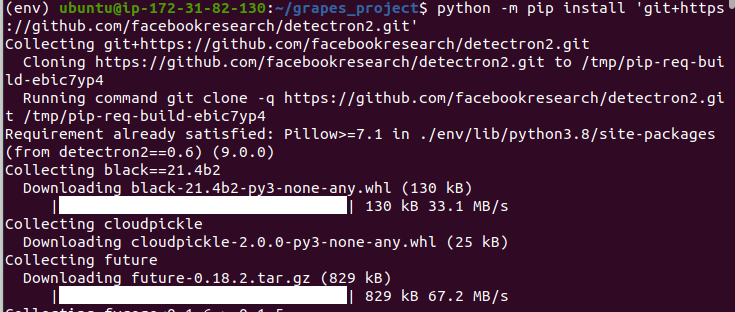 (env) ubuntu@ip-172-31-82-130:~/grapes_project$ python -m pip install 'git+https
://github.com/facebookresearch/detectron2.git'
Collecting git+https://github.com/facebookresearch/detectron2.git
  Cloning https://github.com/facebookresearch/detectron2.git to /tmp/pip-req-bui
ld-ebic7yp4
  Running command git clone -q https://github.com/facebookresearch/detectron2.gi
t /tmp/pip-req-build-ebic7yp4
Requirement already satisfied: Pillow>=7.1 in ./env/lib/python3.8/site-packages
(from detectron2==0.6) (9.0.0)
Collecting black==21.4b2
  Downloading black-21.4b2-py3-none-any.whl (130 kB)
     | | 130 kB 33.1 MB/s
Collecting cloudpickle
  Downloading cloudpickle-2.0.0-py3-none-any.whl (25 kB)
Collecting future
  Downloading future-0.18.2.tar.gz (829 kB)
     | | 829 kB 67.2 MB/s